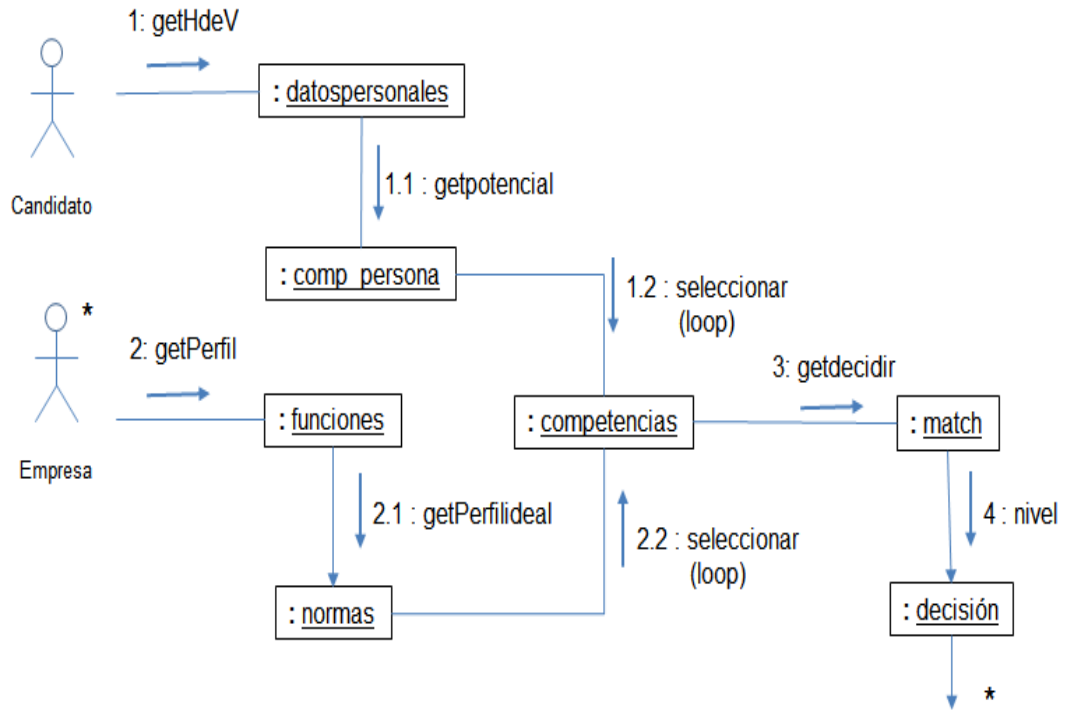 1: getHdeV
: datospersonales
1.1 : getpotencial
Candidato
: comp_persona
1.2 : seleccionar
(loop)
*
2: getPerfil
3: getdecidir
: funciones
: competencias
: match
Empresa
2.1 : getPerfilideal
2.2 : seleccionar
(loop)
4 : nivel
: normas
: decisión
*